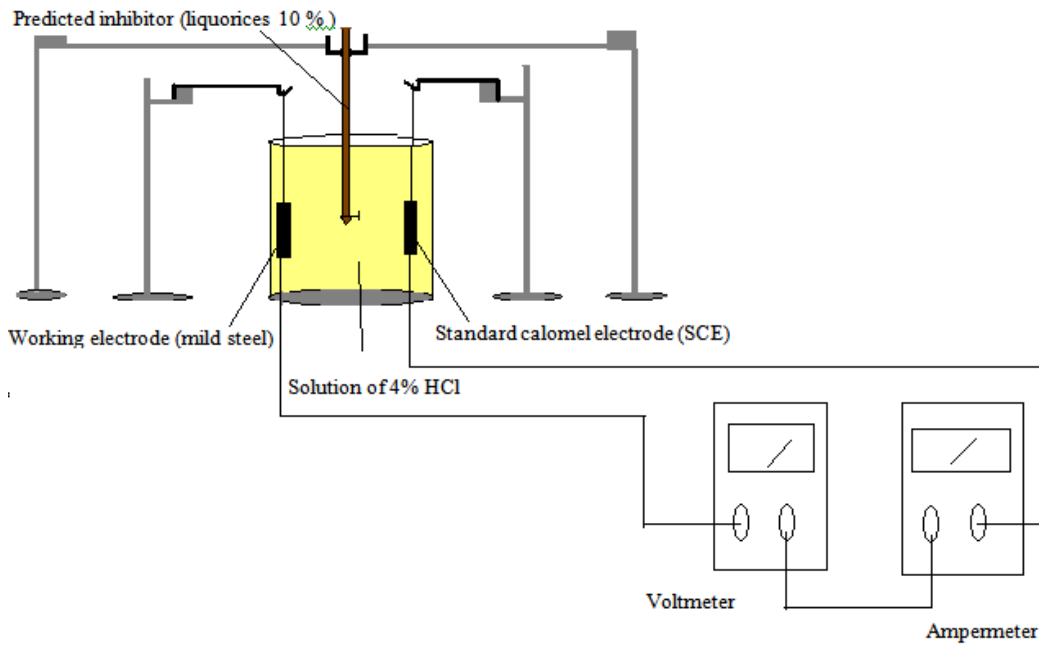 Predicted inhibitor (liquorices 10 % )
Working electrode (mild steel)
Standard calomel electrode (SCE)
Solution of 4% HCl
Voltmeter
Ampermeter